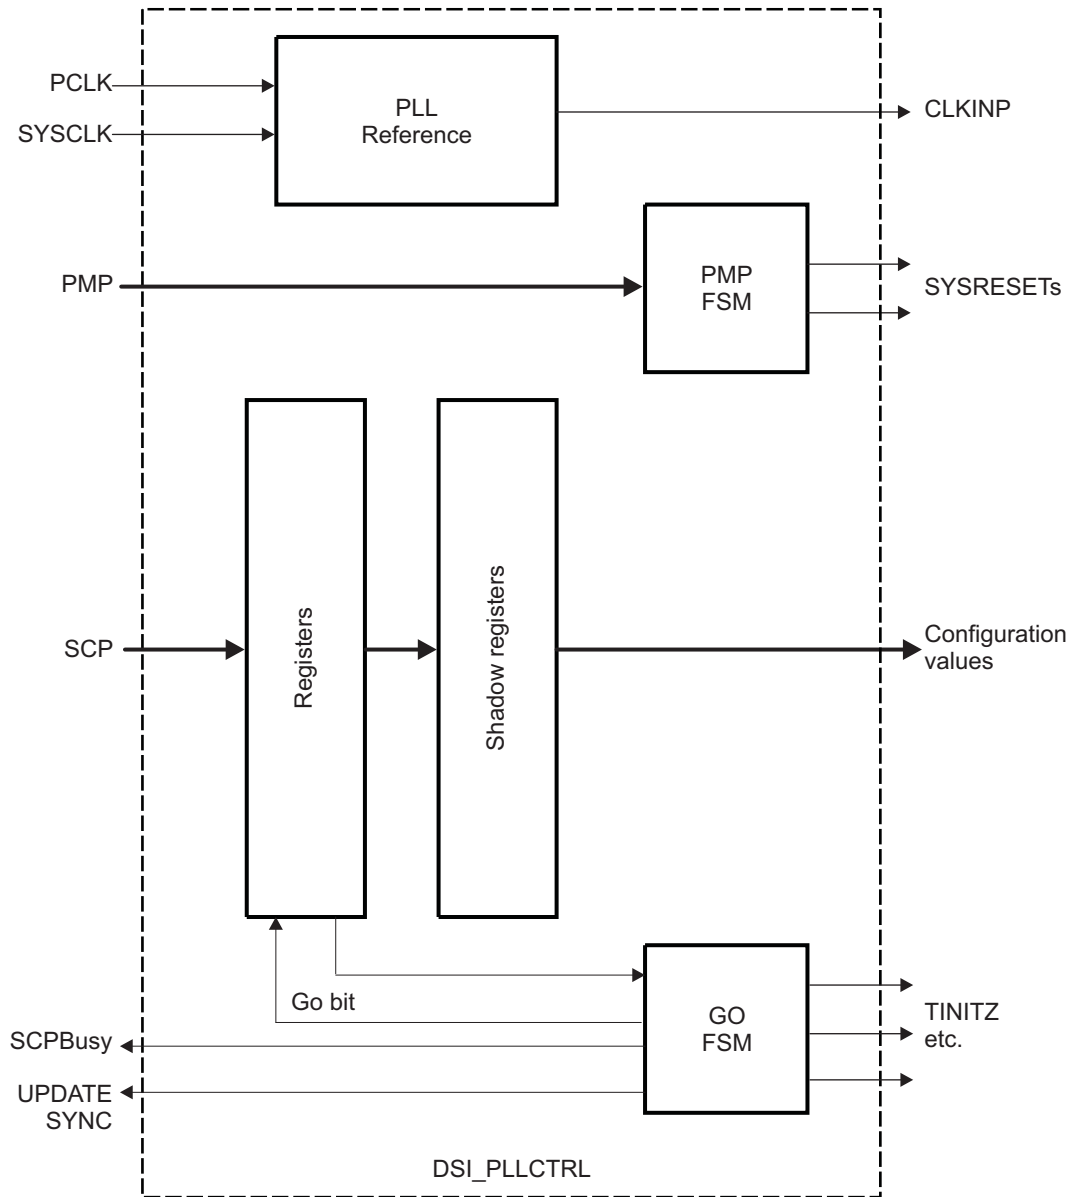 PCLK
SYSCLK
PLL
Reference
CLKINP
PMP
PMP
FSM
SYSRESETs
SCP
Registers
Shadow registers
Configuration
values
Go bit
GO
FSM
TINITZ
etc.
SCPBusy
UPDATE
SYNC
DSI_PLLCTRL